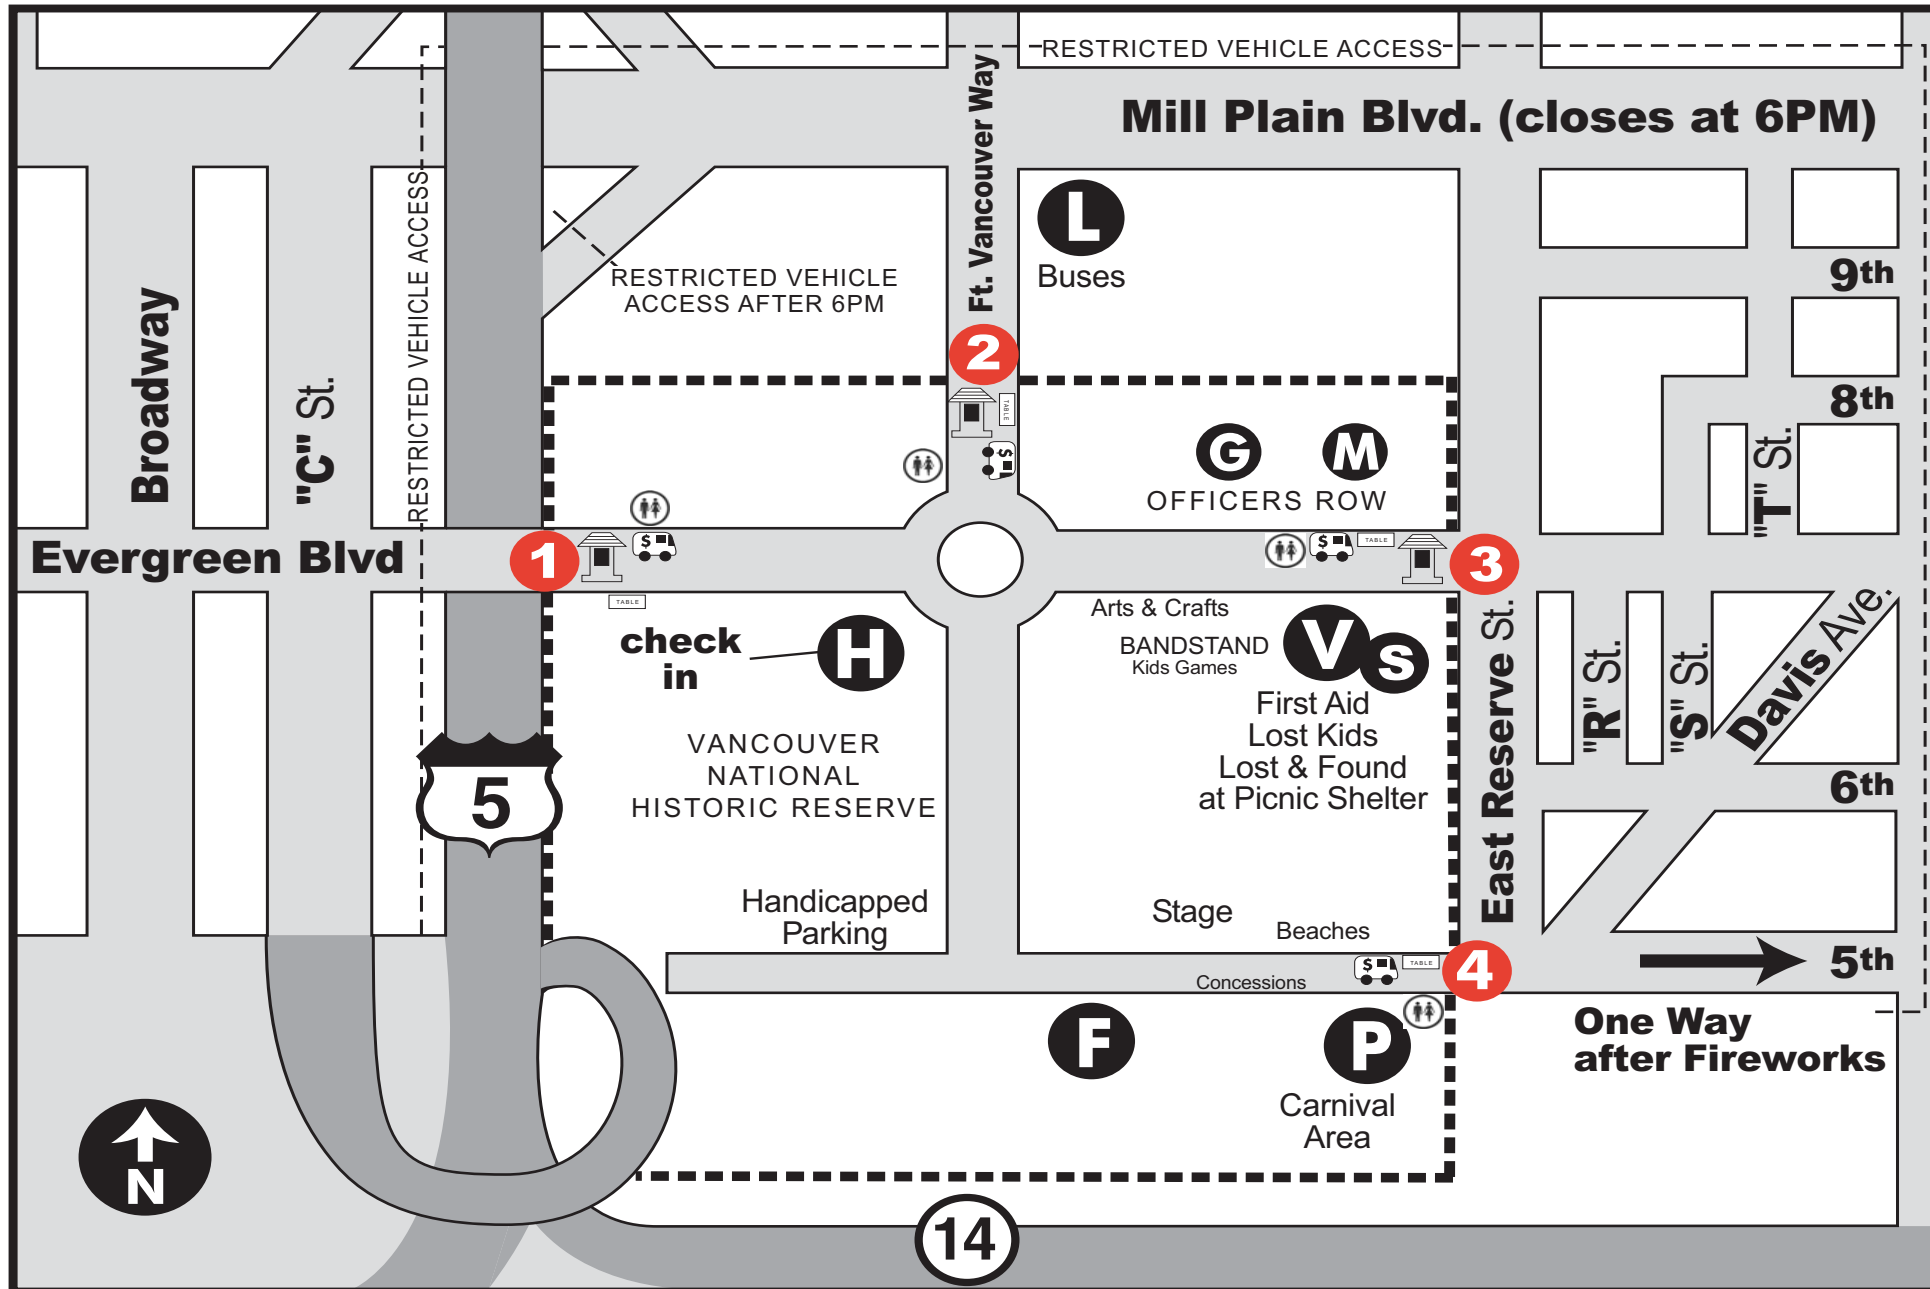 RESTRICTED VEHICLE ACCESS
Mill Plain Blvd. (closes at 6PM)
Ft. Vancouver Way
RESTRICTED VEHICLE ACCESS
L
Buses
RESTRICTED VEHICLE
ACCESS AFTER 6PM
9th
Broadway
"C" St.
2
8th
TABLE
$
G
M
OFFICERS ROW
"T" St.
Evergreen Blvd
1
$
$
TABLE
3
TABLE
Arts & Crafts
BANDSTAND
Kids Games
V
S
check
in
H
First Aid
Lost Kids
Lost & Found
at Picnic Shelter
East Reserve St.
"R" St.
"S" St.
Davis Ave.
VANCOUVER
NATIONAL
HISTORIC RESERVE
5
6th
Handicapped
Parking
Stage
Beaches
$
TABLE
4
5th
Concessions
One Way
after Fireworks
F
P
Carnival
Area
N
14